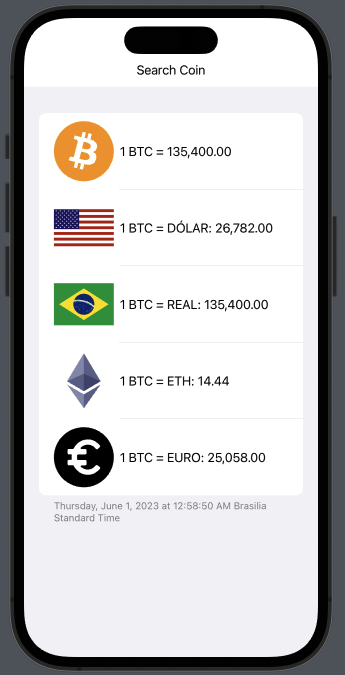 Search Coin
1 BTC = 135,400.00
1 BTC = DÓLAR: 26,782.00
1 BTC = REAL: 135,400.00
1 BTC = ETH: 14.44
1 BTC = EURO: 25,058.00
Thursday, June 1, 2023 at 12:58:50 AM Brasilia
Standard Time